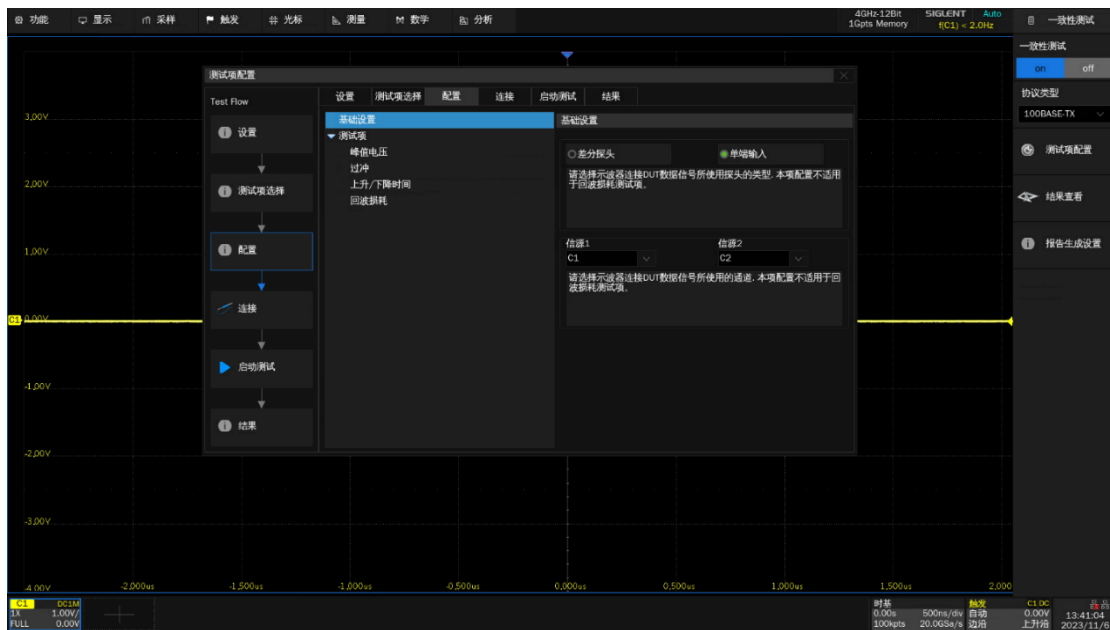 功能 显示 采样 触发 光标 测量 数学 分析
4GHz-12Bit SIGLENT Auto
1Gpts Memory f(C1) < 2.0Hz
一致性测试
一致性测试
on off
协议类型
100BASE-TX
测试项配置
结果查看
报告生成设置
测试项配置
Test Flow
设置
测试项选择
配置
连接
启动测试
结果
设置 测试项选择 配置 连接 启动测试 结果
基础设置
测试项
峰值电压
过冲
上升/下降时间
回波损耗
基础设置
差分探头 单端输入
请选择示波器连接DUT数据信号所使用探头的类型. 本项配置不适用
于回波损耗测试项。
信源1 信源2
C1 C2
请选择示波器连接DUT数据信号所使用的通道. 本项配置不适用于回
波损耗测试项。
3.00V
2.00V
1.00V
C1 0.00V
-1.00V
-2.00V
-3.00V
-4.00V
-2.000us -1.500us -1.000us -0.500us 0.000us 0.500us 1.000us 1.500us 2.000
C1 DC1M
1X 1.00V/
FULL 0.00V
时基
0.00s 500ns/div
100kpts 20.0GSa/s
触发 C1 DC
自动 0.00V
边沿 上升沿
13:41:04
2023/11/6